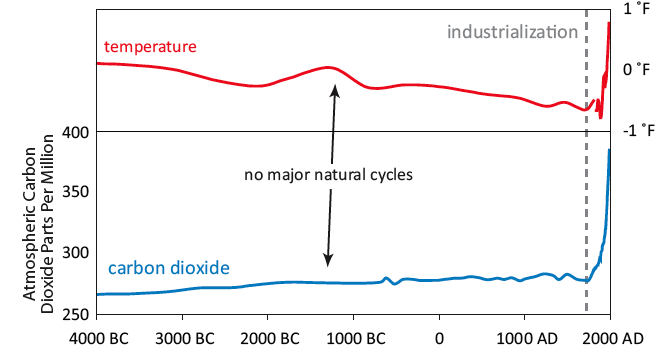 1 ˚F
industrialization
temperature
0 ˚F
-1 ˚F
400
no major natural cycles
350
300
carbon dioxide
250
Atmospheric Carbon
Dioxide Parts Per Million
4000 BC 3000 BC 2000 BC 1000 BC 0 1000 AD 2000 AD